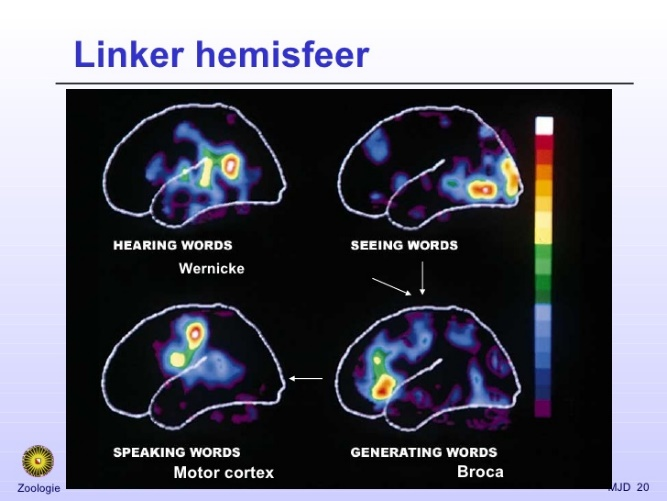 Linker hemisfeer
HEARING WORDS
Wernicke
SEEING WORDS
SPEAKING WORDS
Motor cortex
GENERATING WORDS
Broca
Zoologie
MJD 20